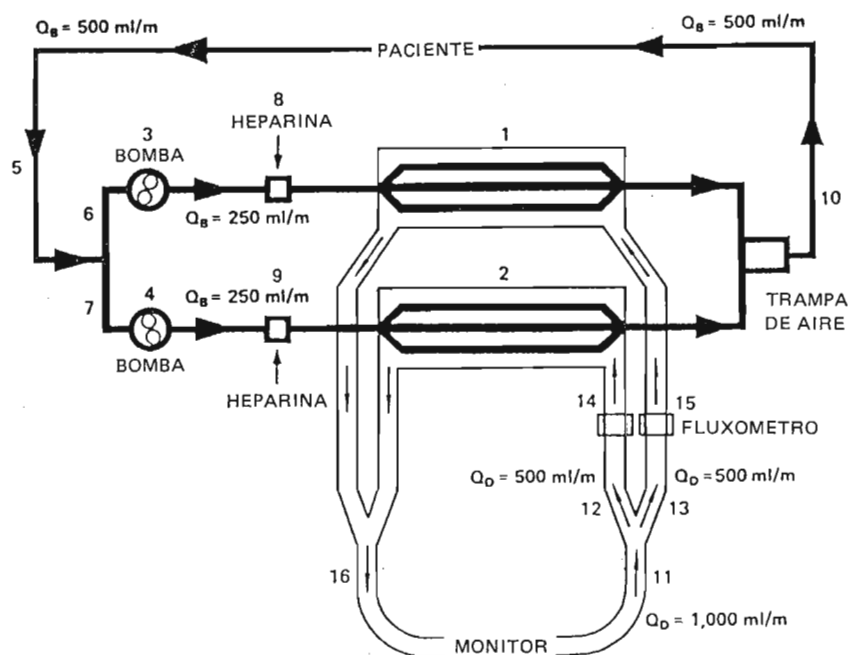 Q_B = 500 ml/m
Q_B = 500 ml/m
PACIENTE
8
HEPARINA
3
BOMBA
1
5
6
10
Q_B = 250 ml/m
9
2
7
4
Q_B = 250 ml/m
TRAMPA
DE AIRE
BOMBA
HEPARINA
14
15
FLUXOMETRO
Q_D = 500 ml/m
Q_D = 500 ml/m
12
13
16
11
Q_D = 1,000 ml/m
MONITOR